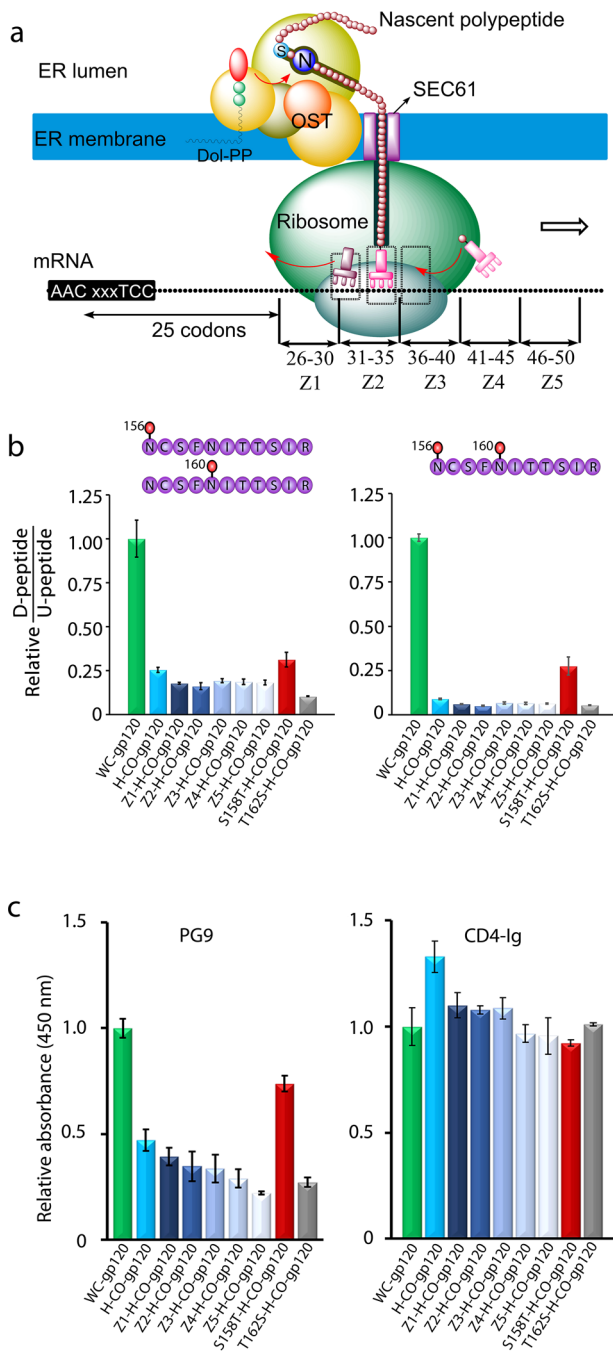 a
Nascent polypeptide
S
N
ER lumen
SEC61
OST
ER membrane
Dol-PP
Ribosome
mRNA
AAC xxxTCC
25 codons
26-30 31-35 36-40 41-45 46-50
Z1 Z2 Z3 Z4 Z5
b
156
NCSFNITTSIR
160
NCSFNITTSIR
156 160
NCSFNITTSIR
Relative D-peptide
U-peptide
1.25
1.00
0.75
0.50
0.25
0
WC-gp120
H-CO-gp120
Z1-H-CO-gp120
Z2-H-CO-gp120
Z3-H-CO-gp120
Z4-H-CO-gp120
Z5-H-CO-gp120
S158T-H-CO-gp120
T162S-H-CO-gp120
1.25
1.00
0.75
0.50
0.25
0
WC-gp120
H-CO-gp120
Z1-H-CO-gp120
Z2-H-CO-gp120
Z3-H-CO-gp120
Z4-H-CO-gp120
Z5-H-CO-gp120
S158T-H-CO-gp120
T162S-H-CO-gp120
c
PG9
Relative absorbance (450 nm)
1.5
1.0
0.5
0
WC-gp120
H-CO-gp120
Z1-H-CO-gp120
Z2-H-CO-gp120
Z3-H-CO-gp120
Z4-H-CO-gp120
Z5-H-CO-gp120
S158T-H-CO-gp120
T162S-H-CO-gp120
CD4-Ig
1.5
1.0
0.5
0
WC-gp120
H-CO-gp120
Z1-H-CO-gp120
Z2-H-CO-gp120
Z3-H-CO-gp120
Z4-H-CO-gp120
Z5-H-CO-gp120
S158T-H-CO-gp120
T162S-H-CO-gp120